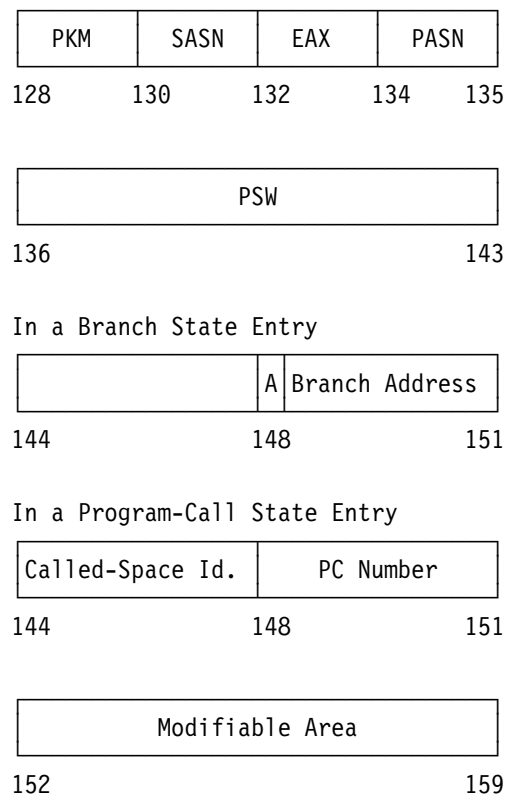 PKM SASN EAX PASN
128 130 132 134 135
PSW
136 143
In a Branch State Entry
A Branch Address
144 148 151
In a Program-Call State Entry
Called-Space Id. PC Number
144 148 151
Modifiable Area
152 159